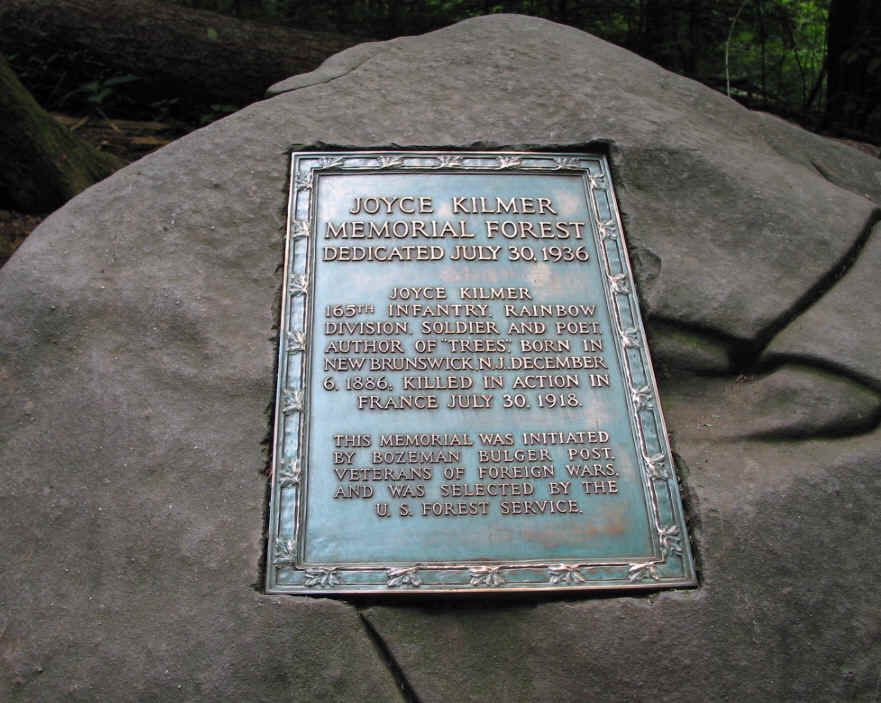 JOYCE KILMER
MEMORIAL FOREST
DEDICATED JULY 30, 1936
JOYCE KILMER
165TH INFANTRY, RAINBOW
DIVISION, SOLDIER AND POET,
AUTHOR OF "TREES," BORN IN
NEW BRUNSWICK, N.J. DECEMBER
6, 1886, KILLED IN ACTION IN
FRANCE JULY 30, 1918.
THIS MEMORIAL WAS INITIATED
BY BOZEMAN BULGER POST,
VETERANS OF FOREIGN WARS,
AND WAS SELECTED BY THE
U. S. FOREST SERVICE.